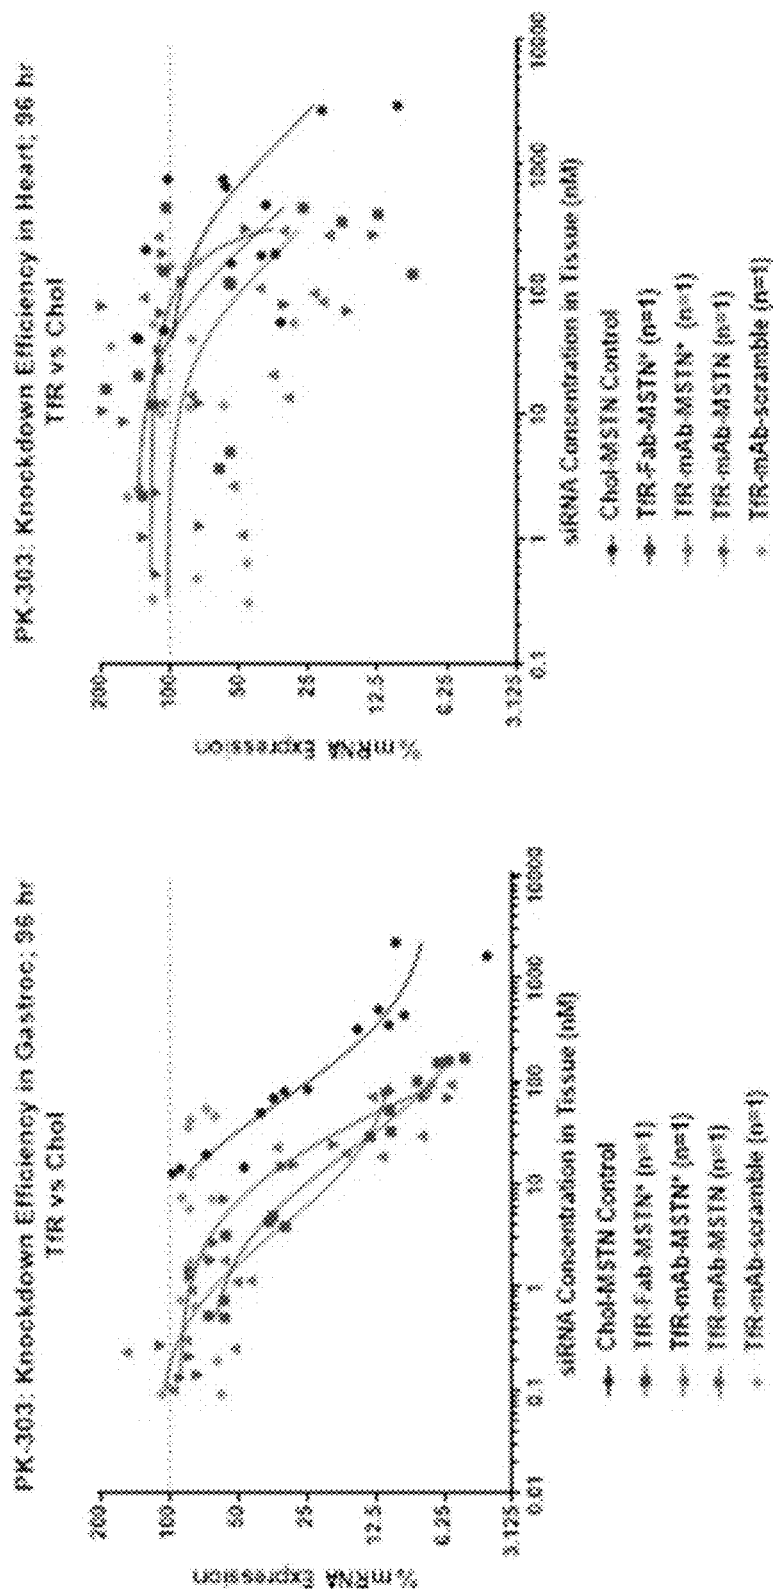 PK-303: Knockdown Efficiency in Gastroc; 96 hr
TfR vs Chol
% mRNA Expression
200
100
50
25
12.5
6.25
3.125
0.01
0.1
1
10
100
1000
10000
siRNA Concentration in Tissue (nM)
Chol-MSTN Control
TfR-Fab-MSTN* (n=1)
TfR-mAb-MSTN* (n=1)
TfR-mAb-MSTN (n=1)
TfR-mAb-scramble (n=1)
PK-303: Knockdown Efficiency in Heart; 96 hr
TfR vs Chol
% mRNA Expression
200
100
50
25
12.5
6.25
3.125
0.1
1
10
100
1000
10000
siRNA Concentration in Tissue (nM)
Chol-MSTN Control
TfR-Fab-MSTN* (n=1)
TfR-mAb-MSTN* (n=1)
TfR-mAb-MSTN (n=1)
TfR-mAb-scramble (n=1)